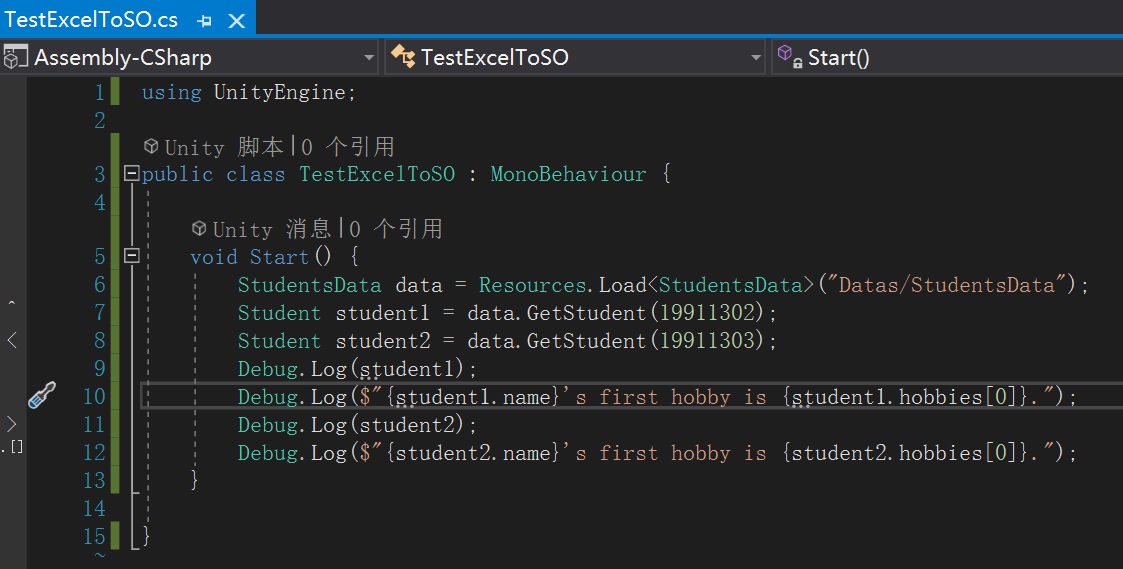 TestExcelToSO.cs
Assembly-CSharp TestExcelToSO Start()
1 using UnityEngine;
2
Unity 脚本|0 个引用
3 public class TestExcelToSO : MonoBehaviour {
4
Unity 消息|0 个引用
5 void Start() {
6 StudentsData data = Resources.Load<StudentsData>("Datas/StudentsData");
7 Student student1 = data.GetStudent(19911302);
8 Student student2 = data.GetStudent(19911303);
9 Debug.Log(student1);
10 Debug.Log($"{student1.name}'s first hobby is {student1.hobbies[0]}.");
11 Debug.Log(student2);
12 Debug.Log($"{student2.name}'s first hobby is {student2.hobbies[0]}.");
13 }
14
15 }